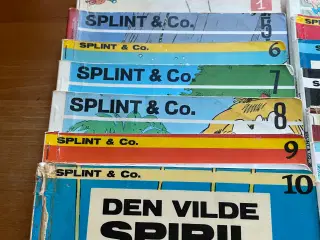 1
SPLINT & Co. 5
SPLINT & Co. 6
SPLINT & Co. 7
SPLINT & Co. 8
SPLINT & Co. 9
SPLINT & Co. 10
DEN VILDE